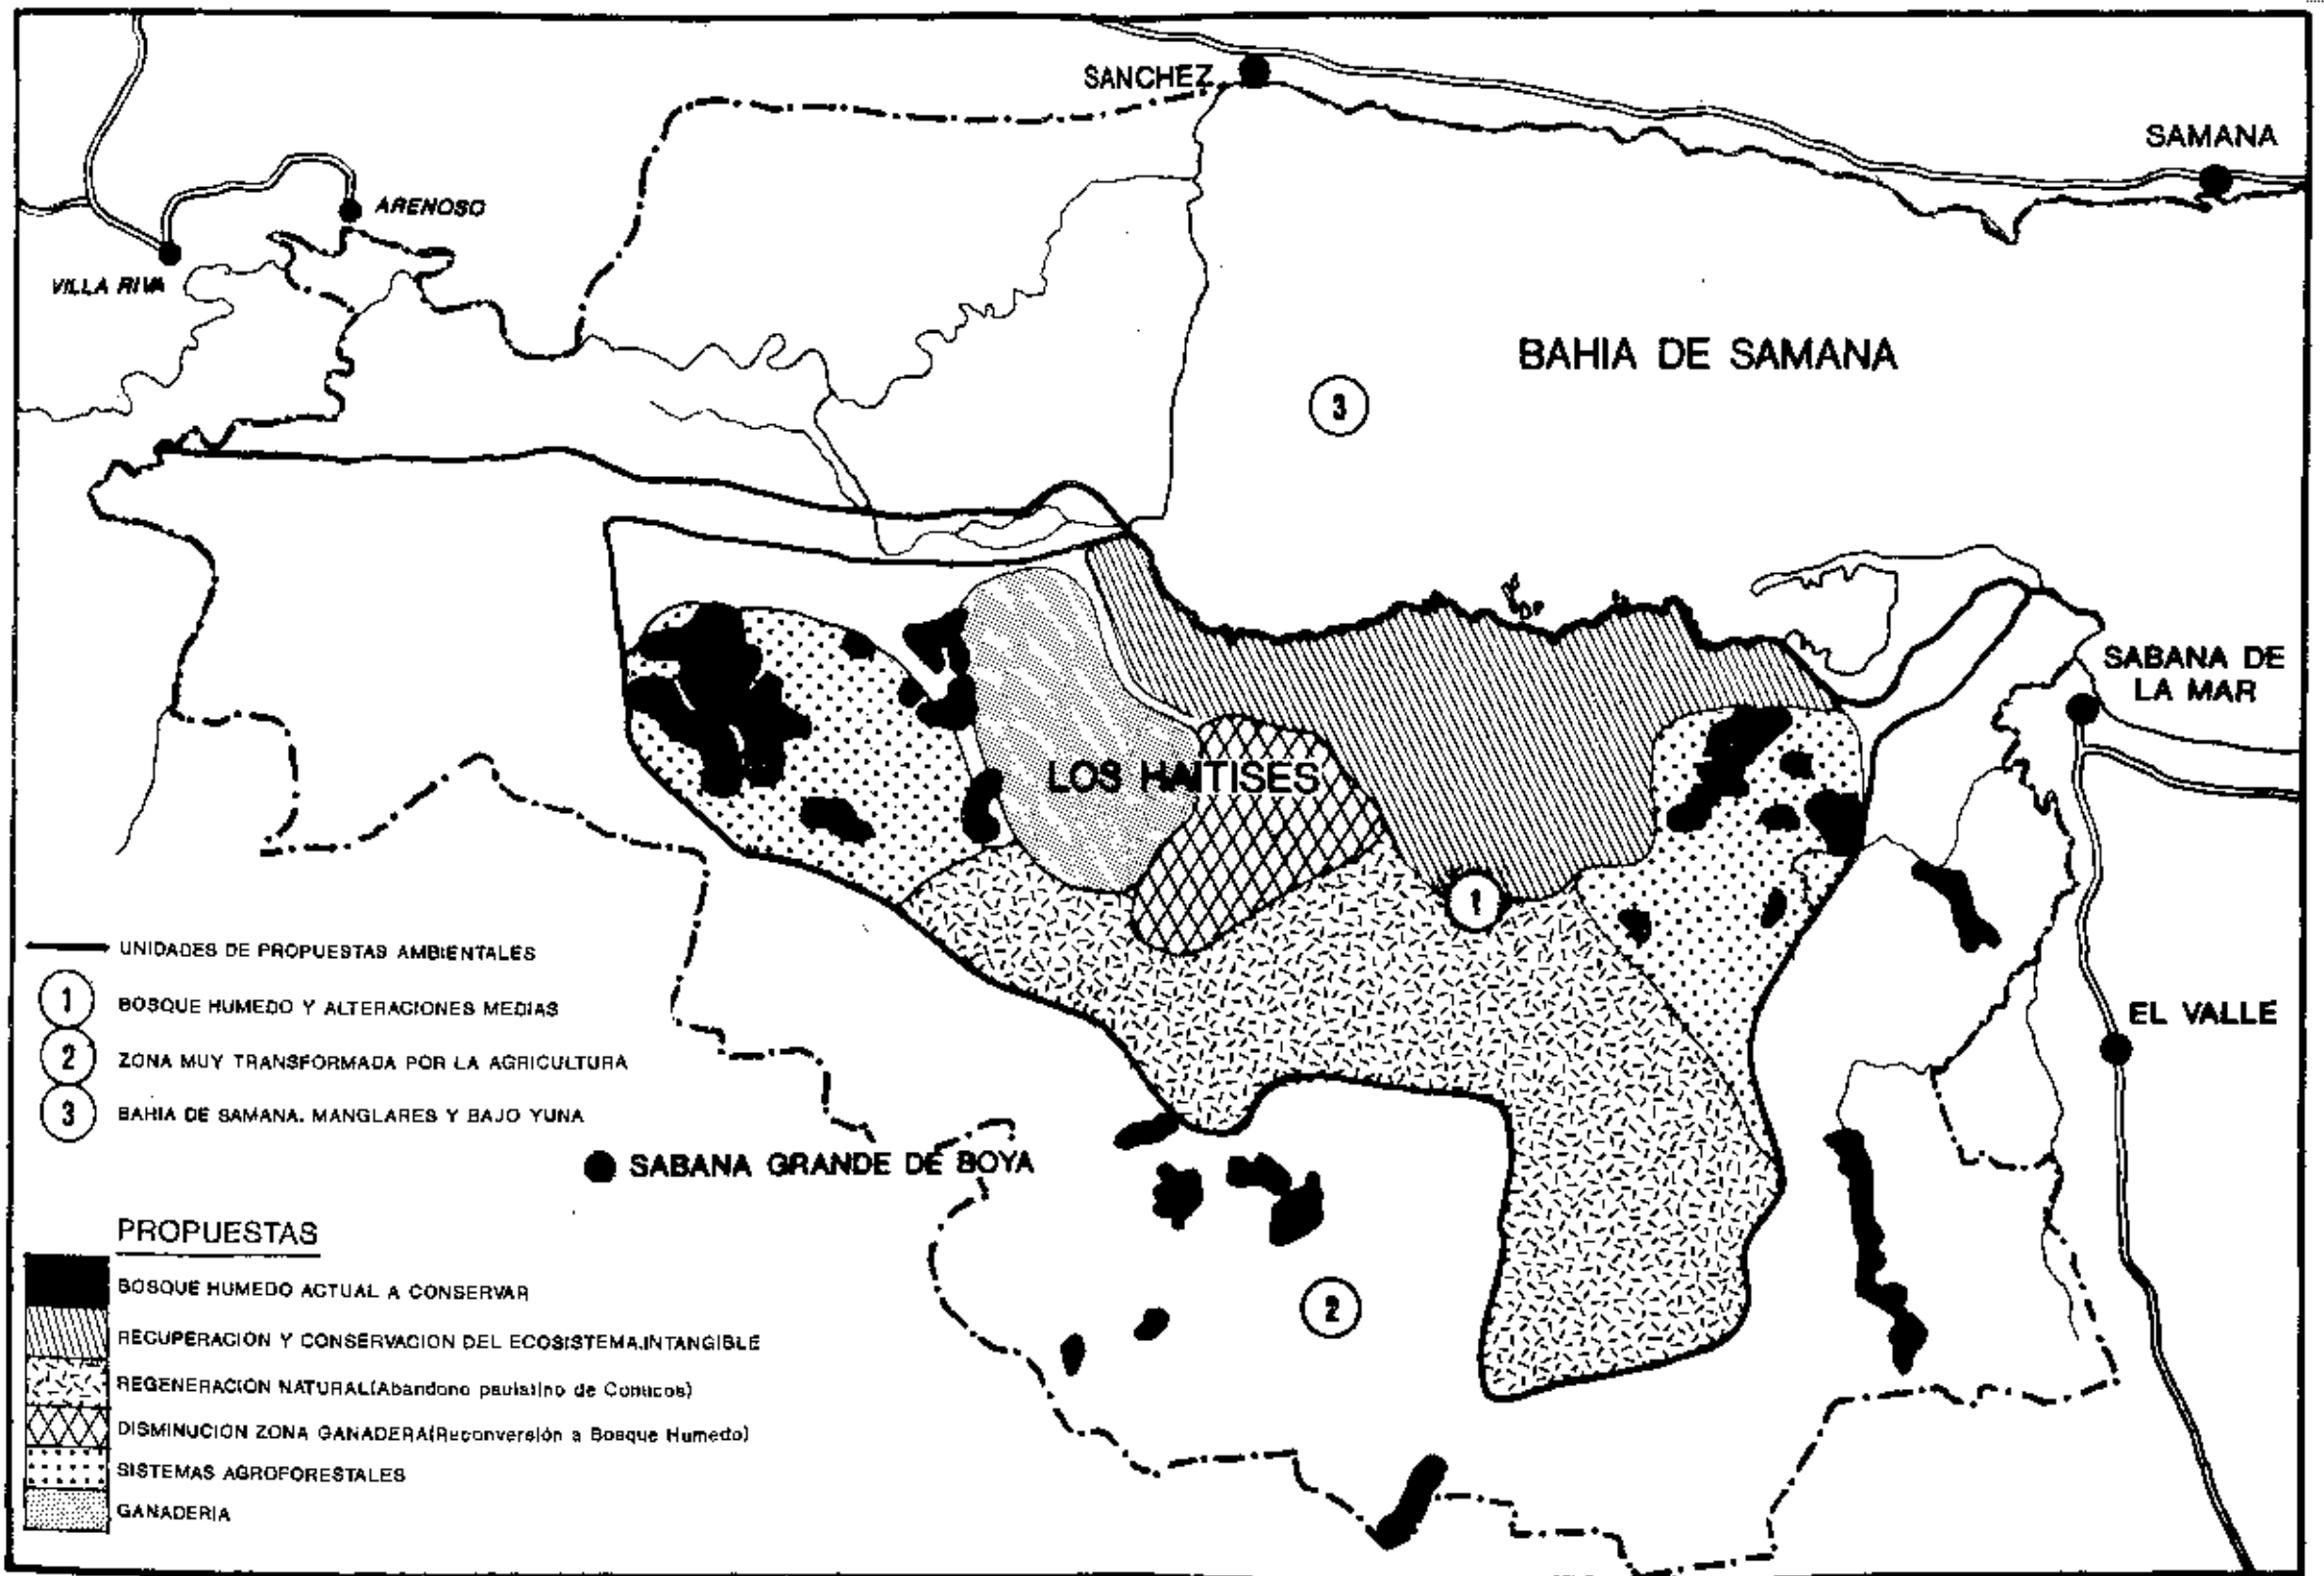 SANCHEZ
SAMANA
ARENOSO
VILLA RIVA
BAHIA DE SAMANA
3
SABANA DE
LA MAR
LOS HAITISES
1
EL VALLE
UNIDADES DE PROPUESTAS AMBIENTALES
1 BOSQUE HUMEDO Y ALTERACIONES MEDIAS
2 ZONA MUY TRANSFORMADA POR LA AGRICULTURA
3 BAHIA DE SAMANA. MANGLARES Y BAJO YUNA
SABANA GRANDE DE BOYA
2
PROPUESTAS
BOSQUE HUMEDO ACTUAL A CONSERVAR
RECUPERACION Y CONSERVACION DEL ECOSISTEMA.INTANGIBLE
REGENERACION NATURAL(Abandono paulatino de Conucos)
DISMINUCION ZONA GANADERA(Reconversión a Bosque Humedo)
SISTEMAS AGROFORESTALES
GANADERIA